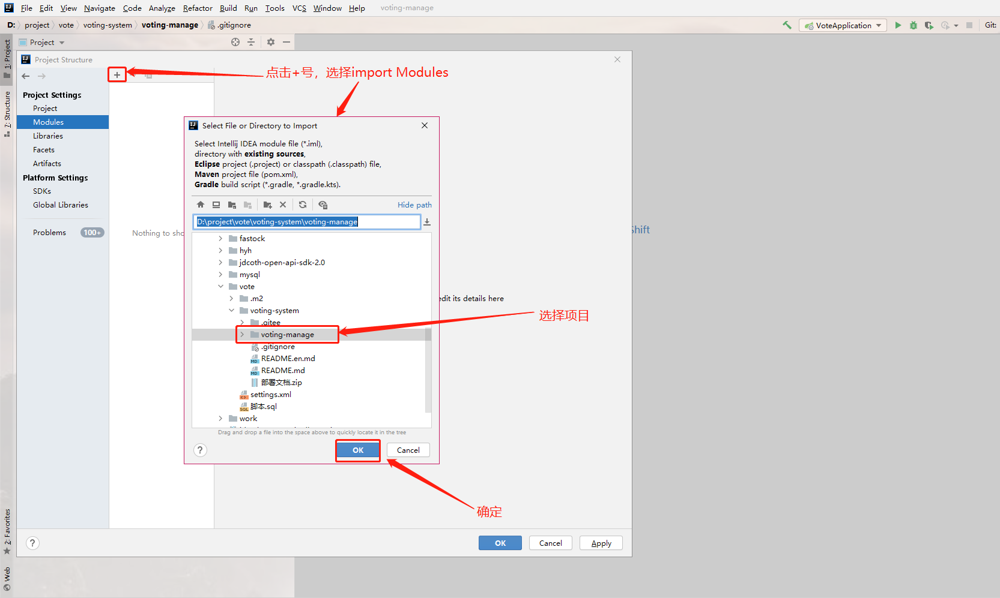 File Edit View Navigate Code Analyze Refactor Build Run Tools VCS Window Help voting-manage
D: project vote voting-system voting-manage .gitignore
VoteApplication
Git:
Project
1: Project
7: Structure
2: Favorites
Web
Project Structure
点击+号，选择import Modules
Project Settings
Project
Modules
Libraries
Facets
Artifacts
Platform Settings
SDKs
Global Libraries
Problems 100+
Nothing to sho
Select File or Directory to Import
Select Intellij IDEA module file (*.iml),
directory with existing sources,
Eclipse project (.project) or classpath (.classpath) file,
Maven project file (pom.xml),
Gradle build script (*.gradle, *.gradle.kts).
Hide path
D:\project\vote\voting-system\voting-manage
fastock
hyh
jdcoth-open-api-sdk-2.0
mysql
vote
.m2
voting-system
.gitee
voting-manage
.gitignore
README.en.md
README.md
部署文档.zip
settings.xml
脚本.sql
work
Drag and drop a file into the space above to quickly locate it in the tree
? OK Cancel
Shift
edit its details here
选择项目
确定
? OK Cancel Apply